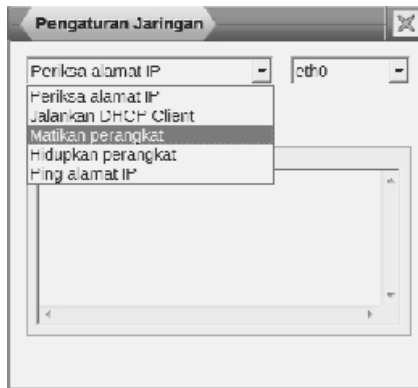 Pengaturan Jaringan
Periksa alamat IP
eth0
Periksa alamat IP
Jalankan DHCP Client
Matikan perangkat
Hidupkan perangkat
Ping alamat IP